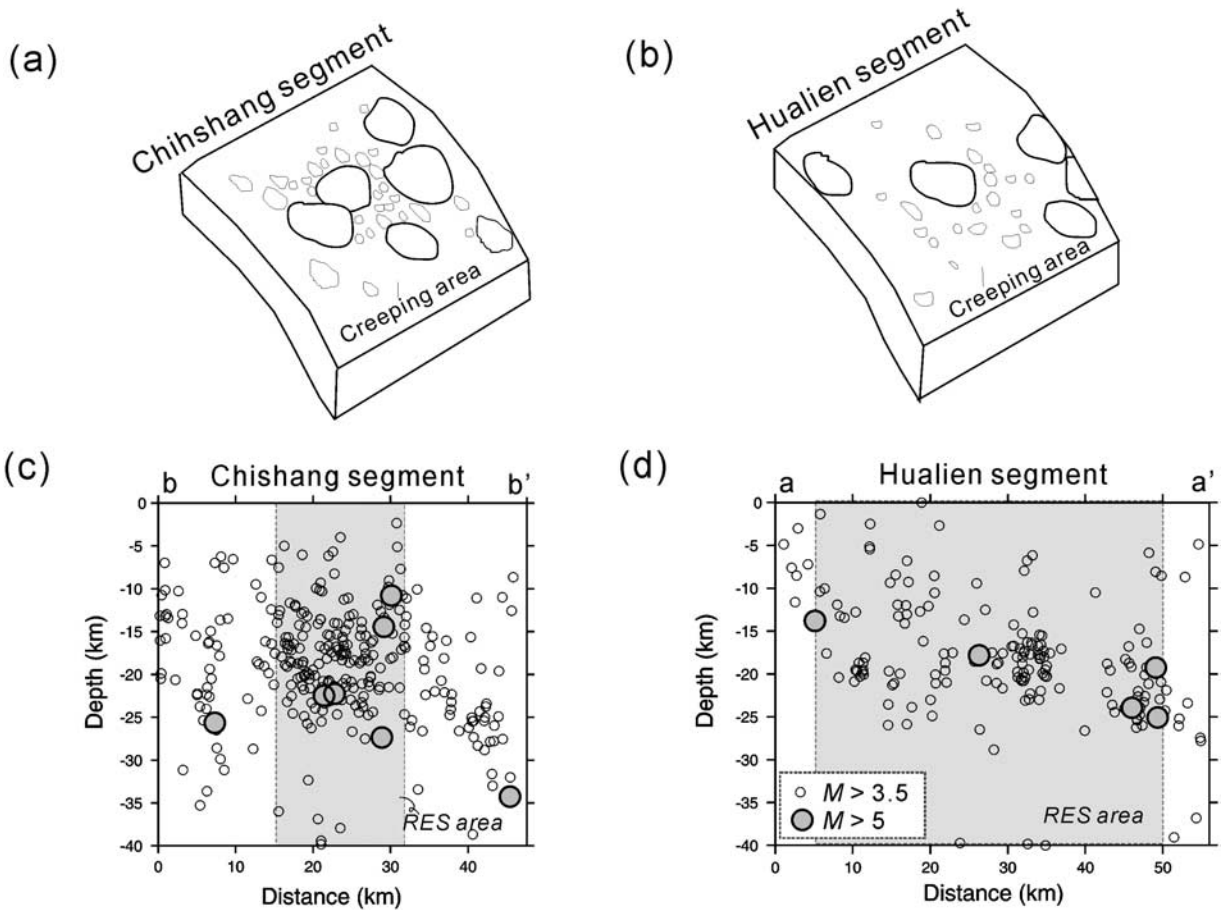 (a)
Chihshang segment
Creeping area
(b)
Hualien segment
Creeping area
(c)
Chishang segment
b
b'
0
-5
-10
-15
-20
-25
-30
-35
-40
Depth (km)
RES area
0
10
20
30
40
Distance (km)
(d)
Hualien segment
a
a'
0
-5
-10
-15
-20
-25
-30
-35
-40
Depth (km)
M > 3.5
M > 5
RES area
0
10
20
30
40
50
Distance (km)